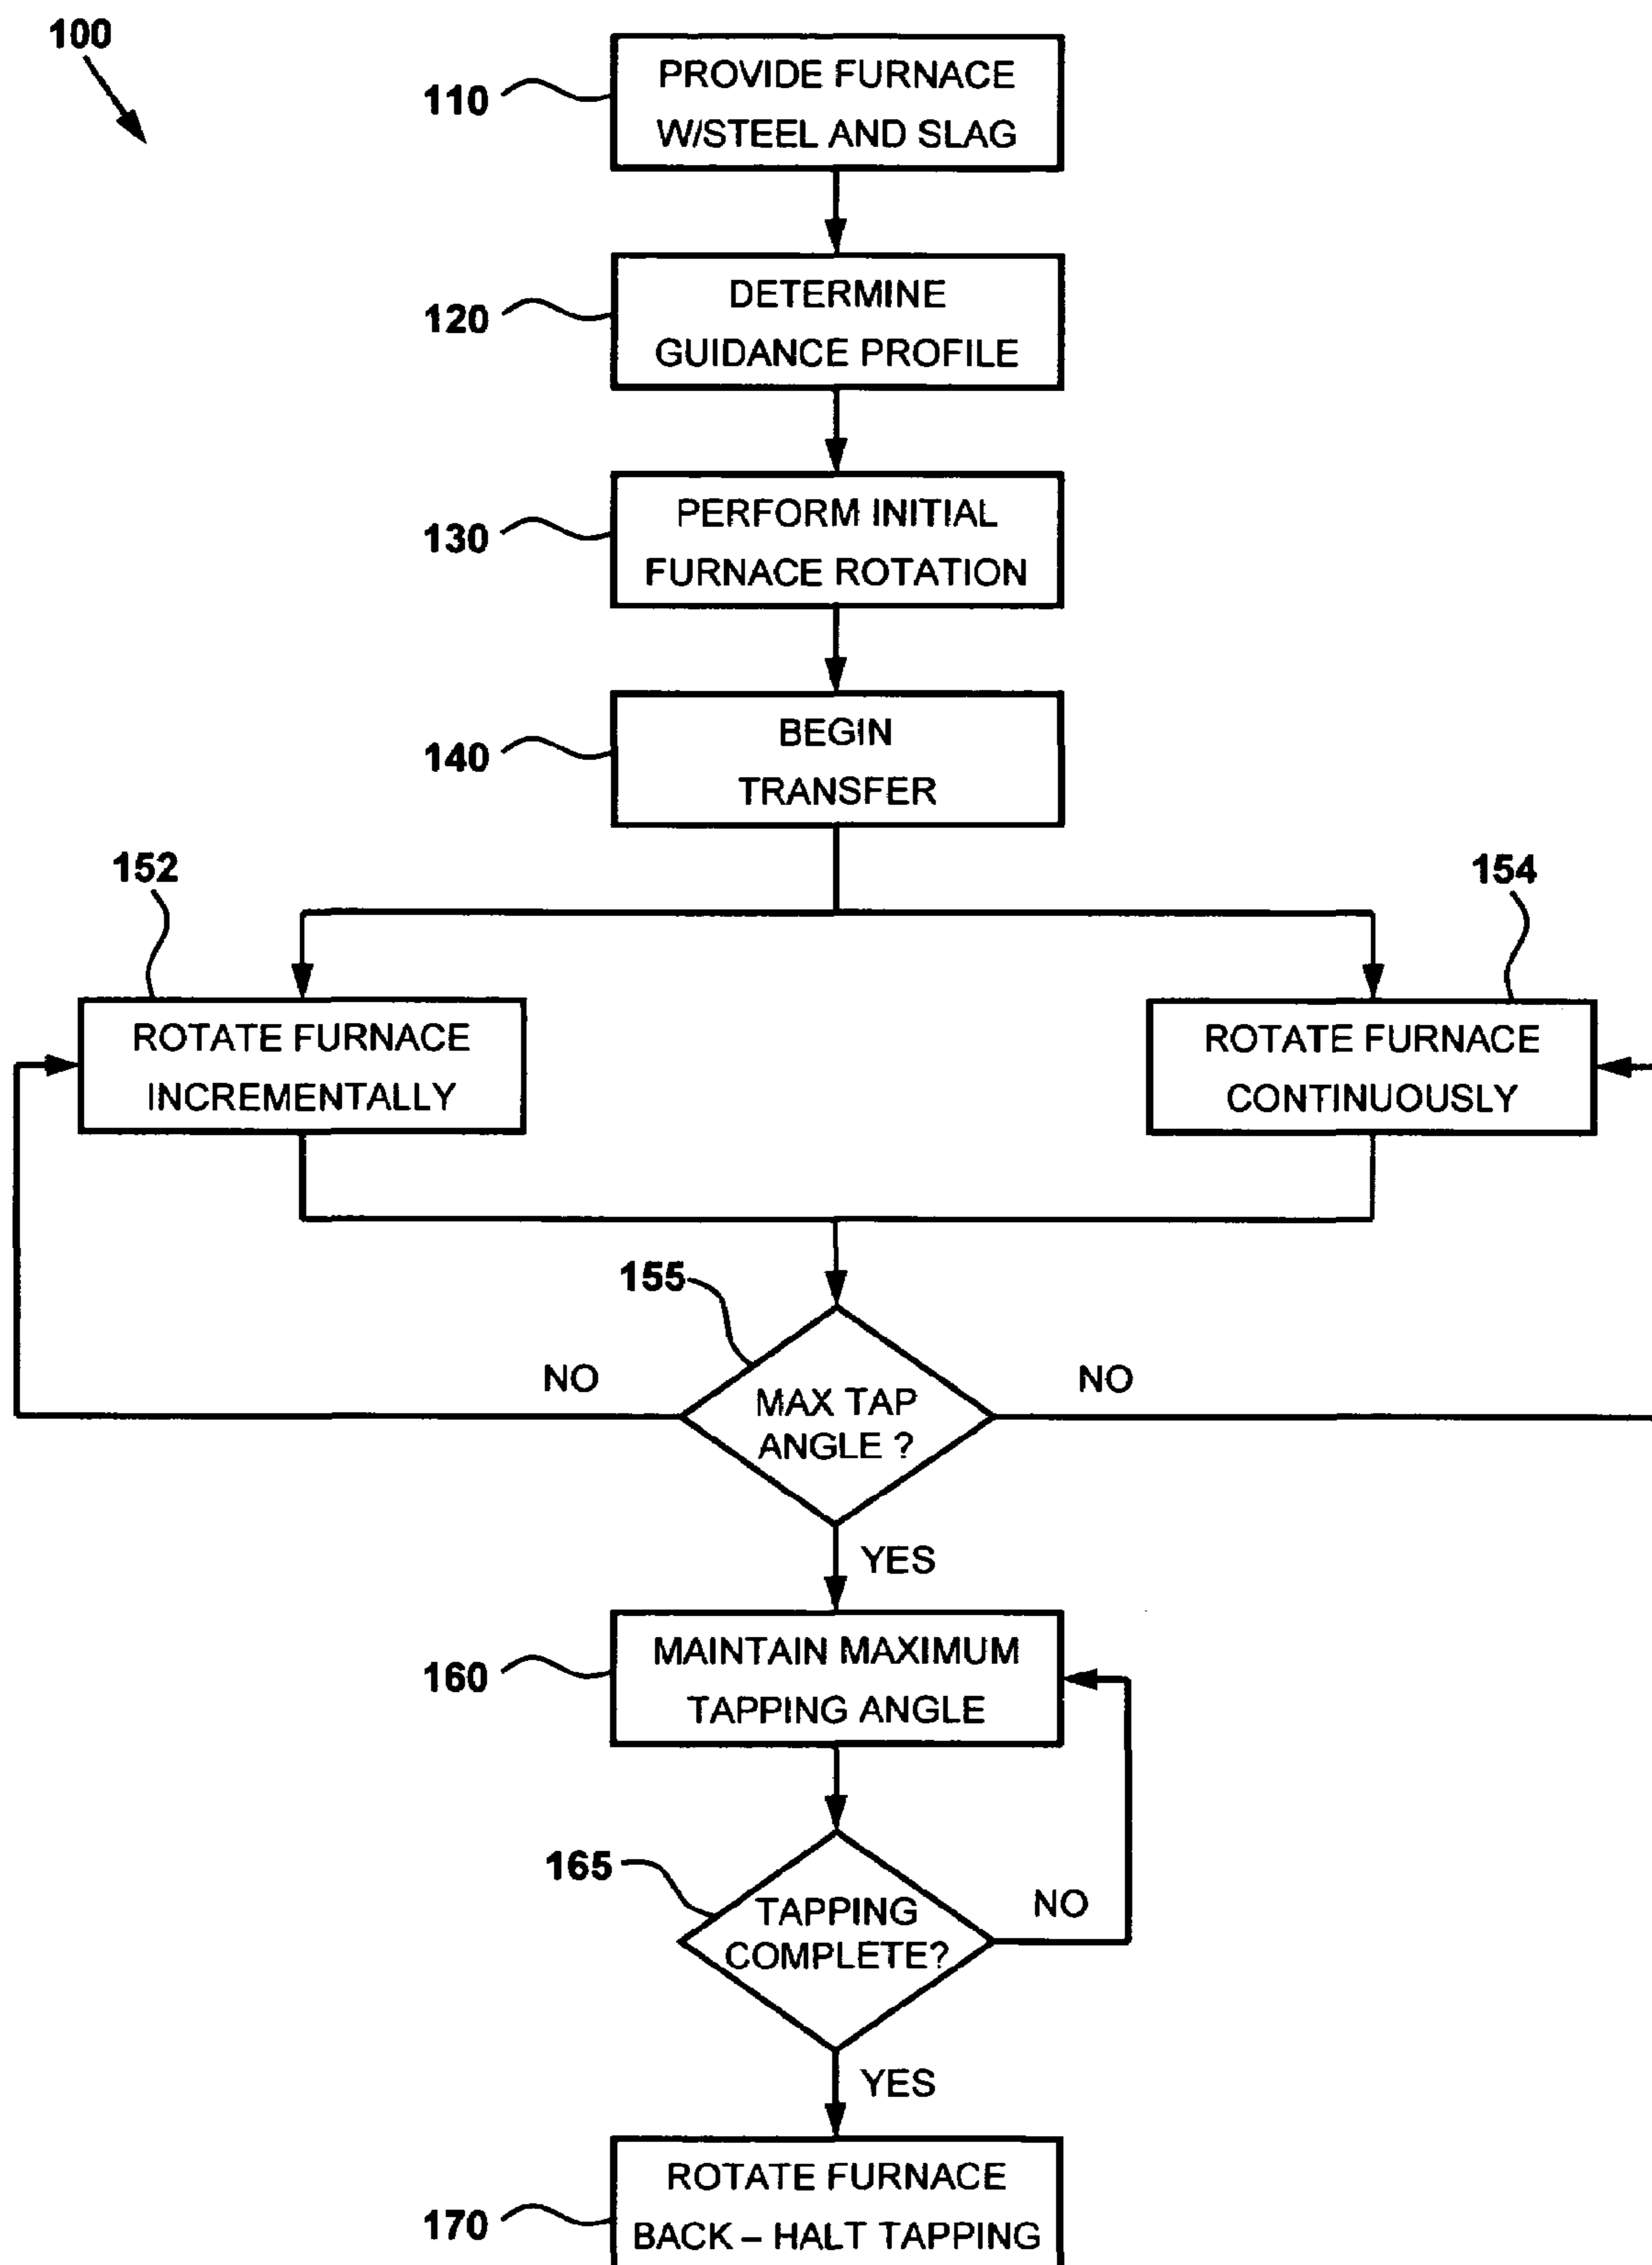 100
110
PROVIDE FURNACE
W/STEEL AND SLAG
120
DETERMINE
GUIDANCE PROFILE
130
PERFORM INITIAL
FURNACE ROTATION
140
BEGIN
TRANSFER
152
154
ROTATE FURNACE
INCREMENTALLY
ROTATE FURNACE
CONTINUOUSLY
155
NO
NO
MAX TAP
ANGLE ?
YES
160
MAINTAIN MAXIMUM
TAPPING ANGLE
165
TAPPING
COMPLETE?
NO
YES
170
ROTATE FURNACE
BACK – HALT TAPPING